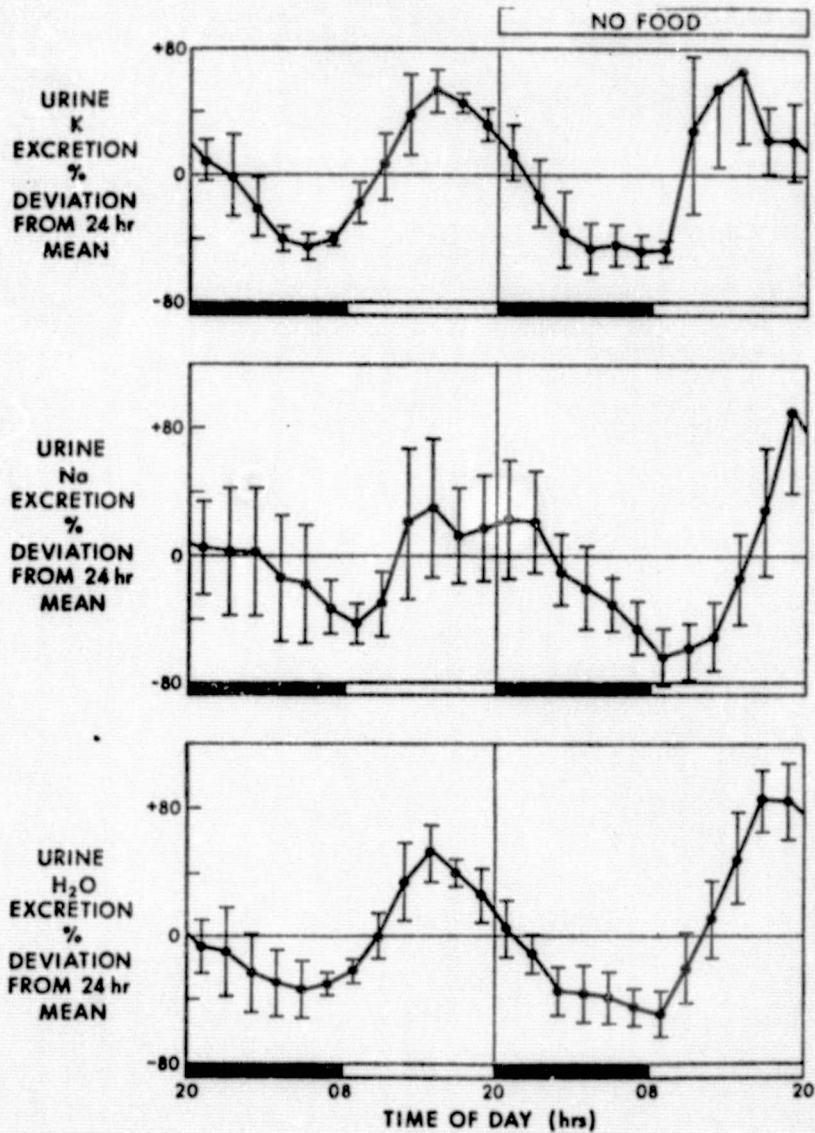 NO FOOD
+80
0
-80
URINE
K
EXCRETION
%
DEVIATION
FROM 24 hr
MEAN
+80
0
-80
URINE
Na
EXCRETION
%
DEVIATION
FROM 24 hr
MEAN
+80
0
-80
URINE
H₂O
EXCRETION
%
DEVIATION
FROM 24 hr
MEAN
20 08 20 08 20
TIME OF DAY (hrs)